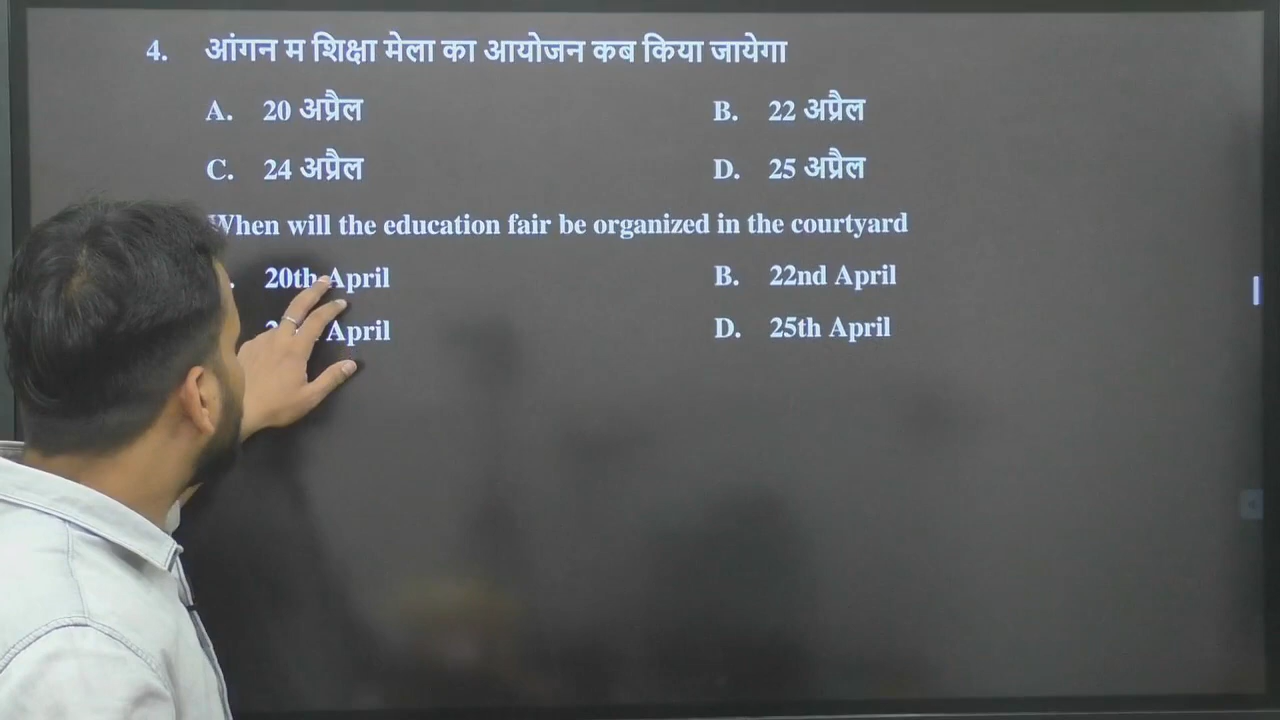 4. आंगन म शिक्षा मेला का आयोजन कब किया जायेगा
A. 20 अप्रैल B. 22 अप्रैल
C. 24 अप्रैल D. 25 अप्रैल
When will the education fair be organized in the courtyard
20th April B. 22nd April
April D. 25th April